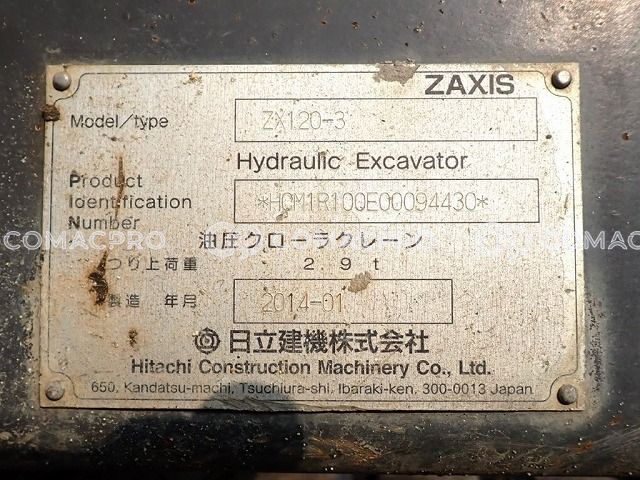 ZAXIS
Model/type ZX120-3
Hydraulic Excavator
Product
Identification
Number *HCM1R100E00094430*
COMACPRO
油圧クローラクレーン
つり上荷重 2.9t
製造 年月 2014-01
日立建機株式会社
Hitachi Construction Machinery Co., Ltd.
650, Kandatsu-machi, Tsuchiura-shi, Ibaraki-ken, 300-0013 Japan